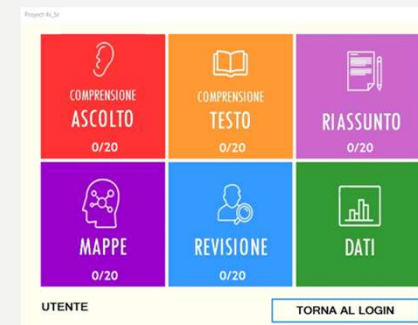 Project 4s_5r
COMPRENSIONE
ASCOLTO
0/20
COMPRENSIONE
TESTO
0/20
RIASSUNTO
0/20
MAPPE
0/20
REVISIONE
0/20
DATI
UTENTE
TORNA AL LOGIN